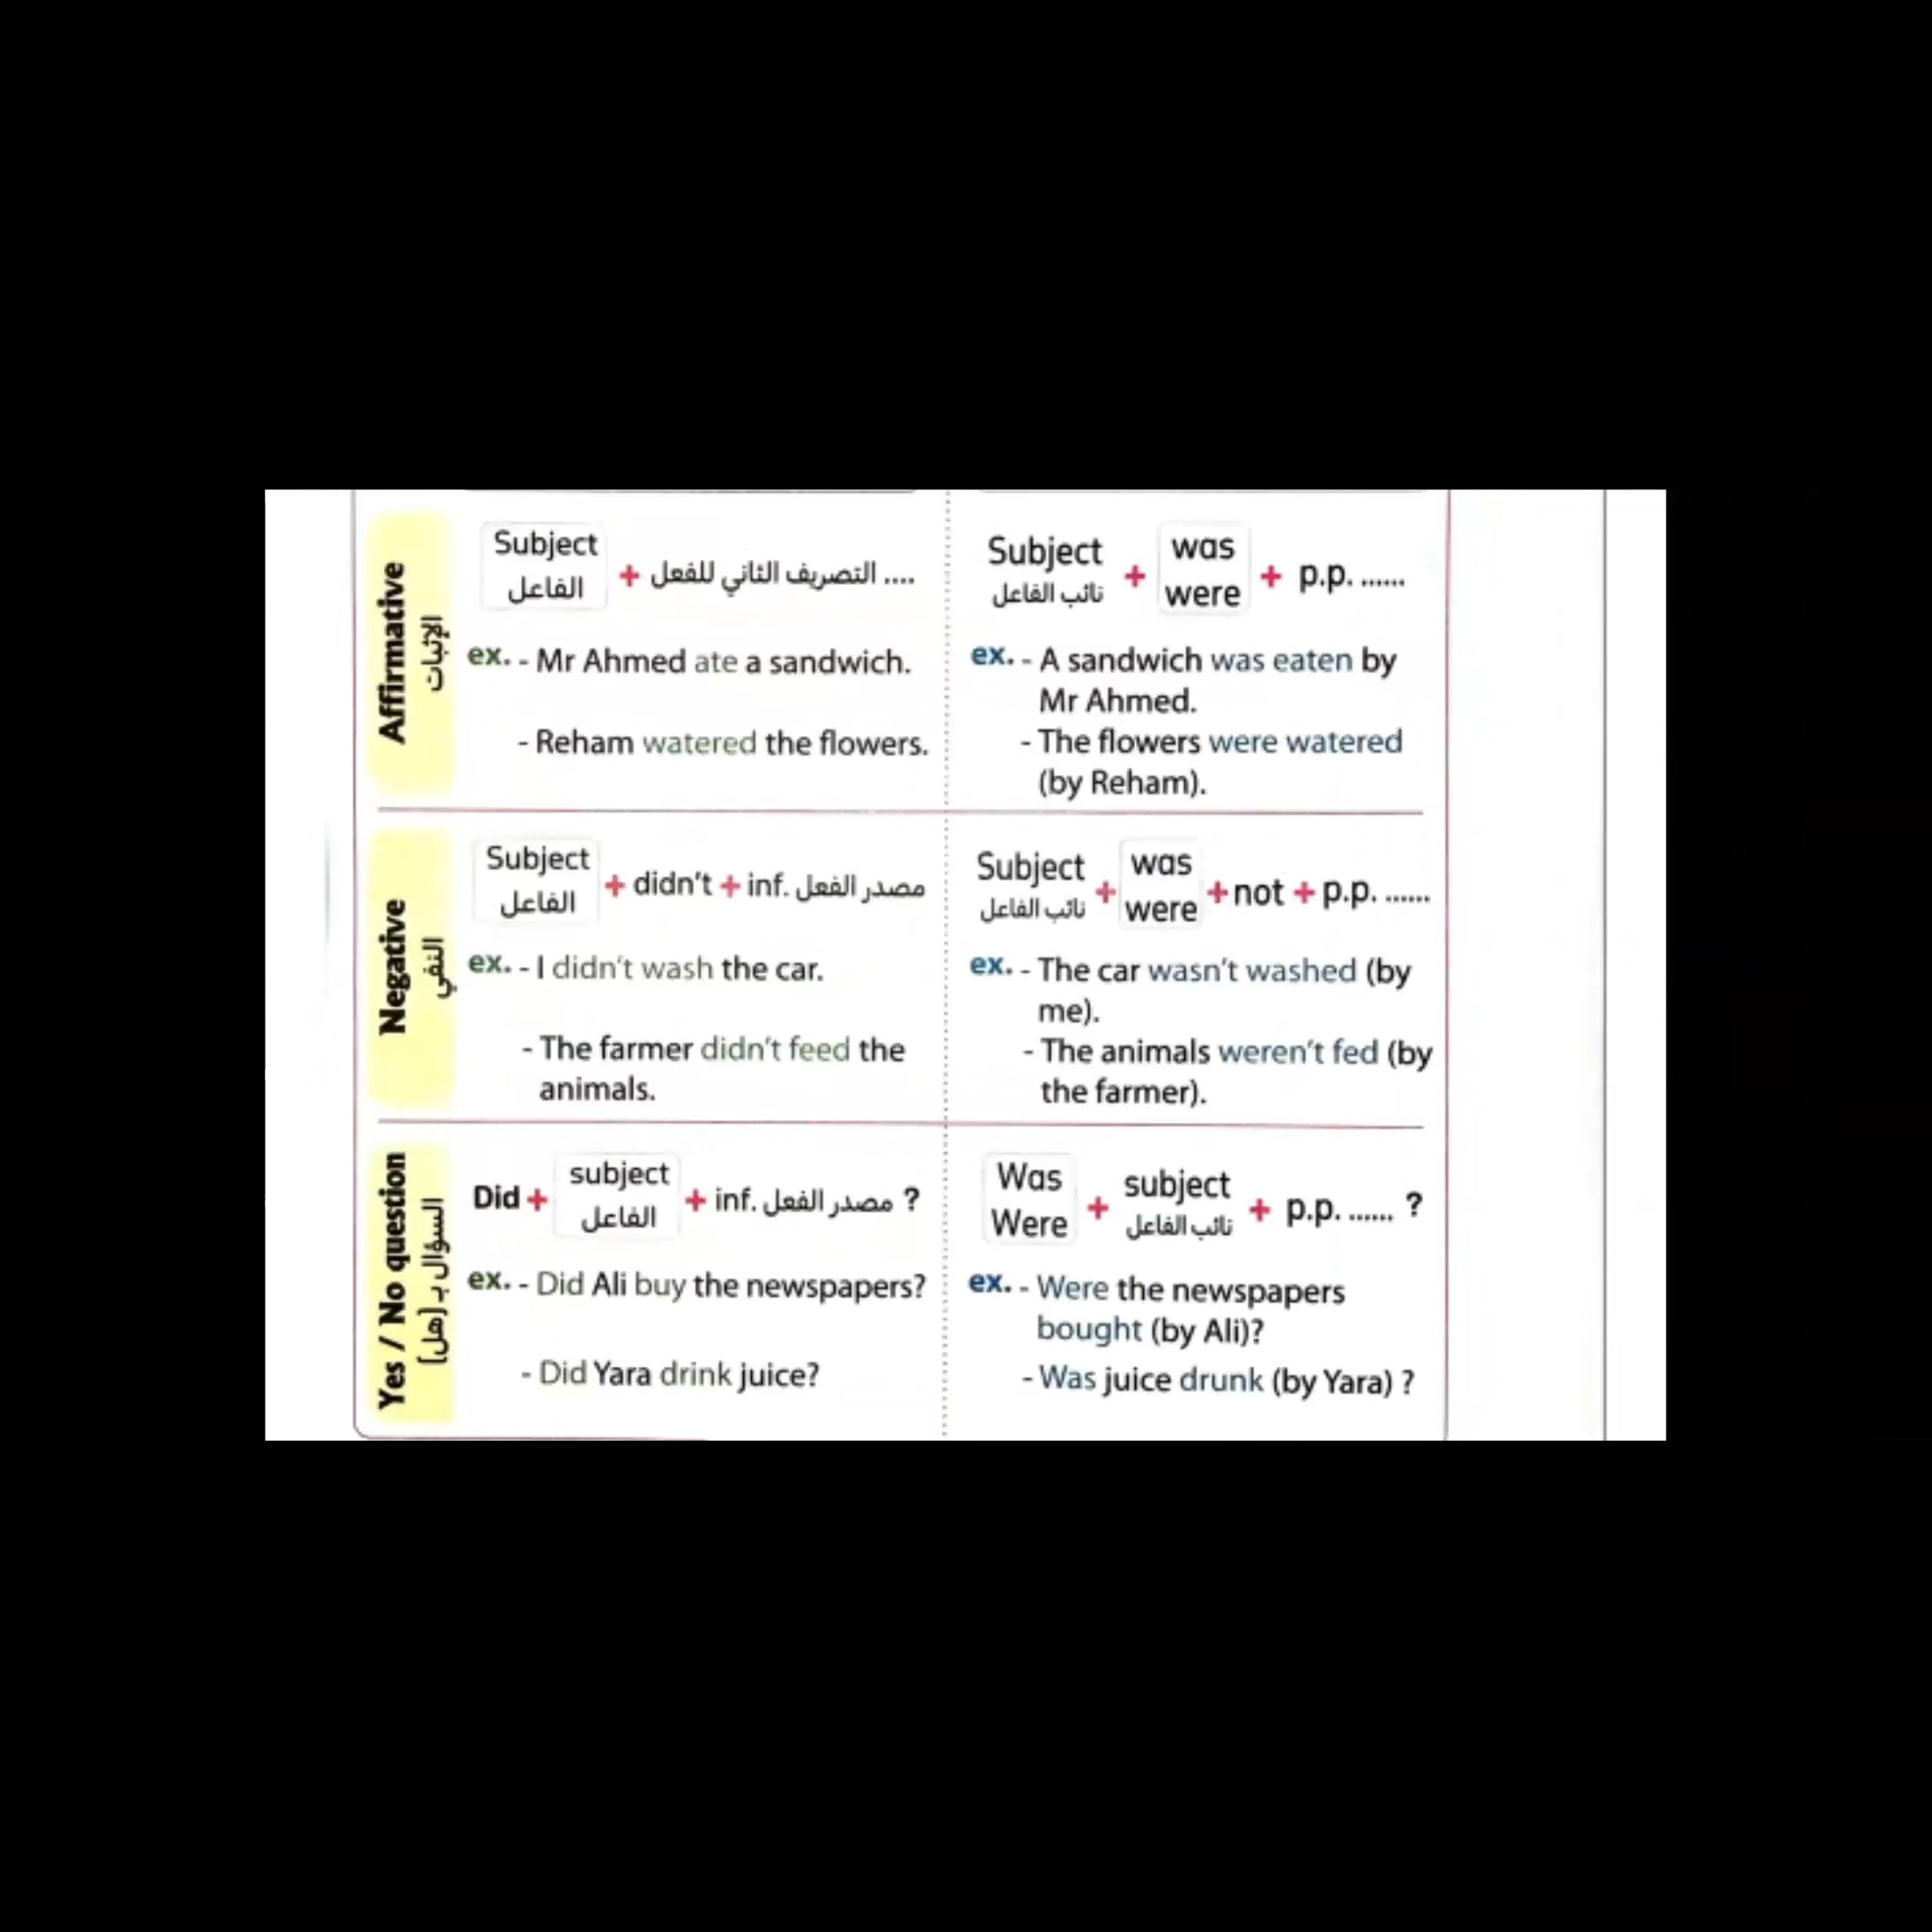 Affirmative
الإثبات
Subject
الفاعل
+ التصريف الثاني للفعل ....
ex. - Mr Ahmed ate a sandwich.
- Reham watered the flowers.
Subject
نائب الفاعل
+ was
were
+ p.p. ......
ex. - A sandwich was eaten by
Mr Ahmed.
- The flowers were watered
(by Reham).
Negative
النفي
Subject
الفاعل
+ didn't + inf. مصدر الفعل
ex. - I didn't wash the car.
- The farmer didn't feed the
animals.
Subject
نائب الفاعل
+ was
were
+ not + p.p. ......
ex. - The car wasn't washed (by
me).
- The animals weren't fed (by
the farmer).
Yes / No question
السؤال بـ (هل)
Did + subject
الفاعل
+ inf. مصدر الفعل ?
ex. - Did Ali buy the newspapers?
- Did Yara drink juice?
Was
Were
+ subject
نائب الفاعل
+ p.p. ...... ?
ex. - Were the newspapers
bought (by Ali)?
- Was juice drunk (by Yara) ?